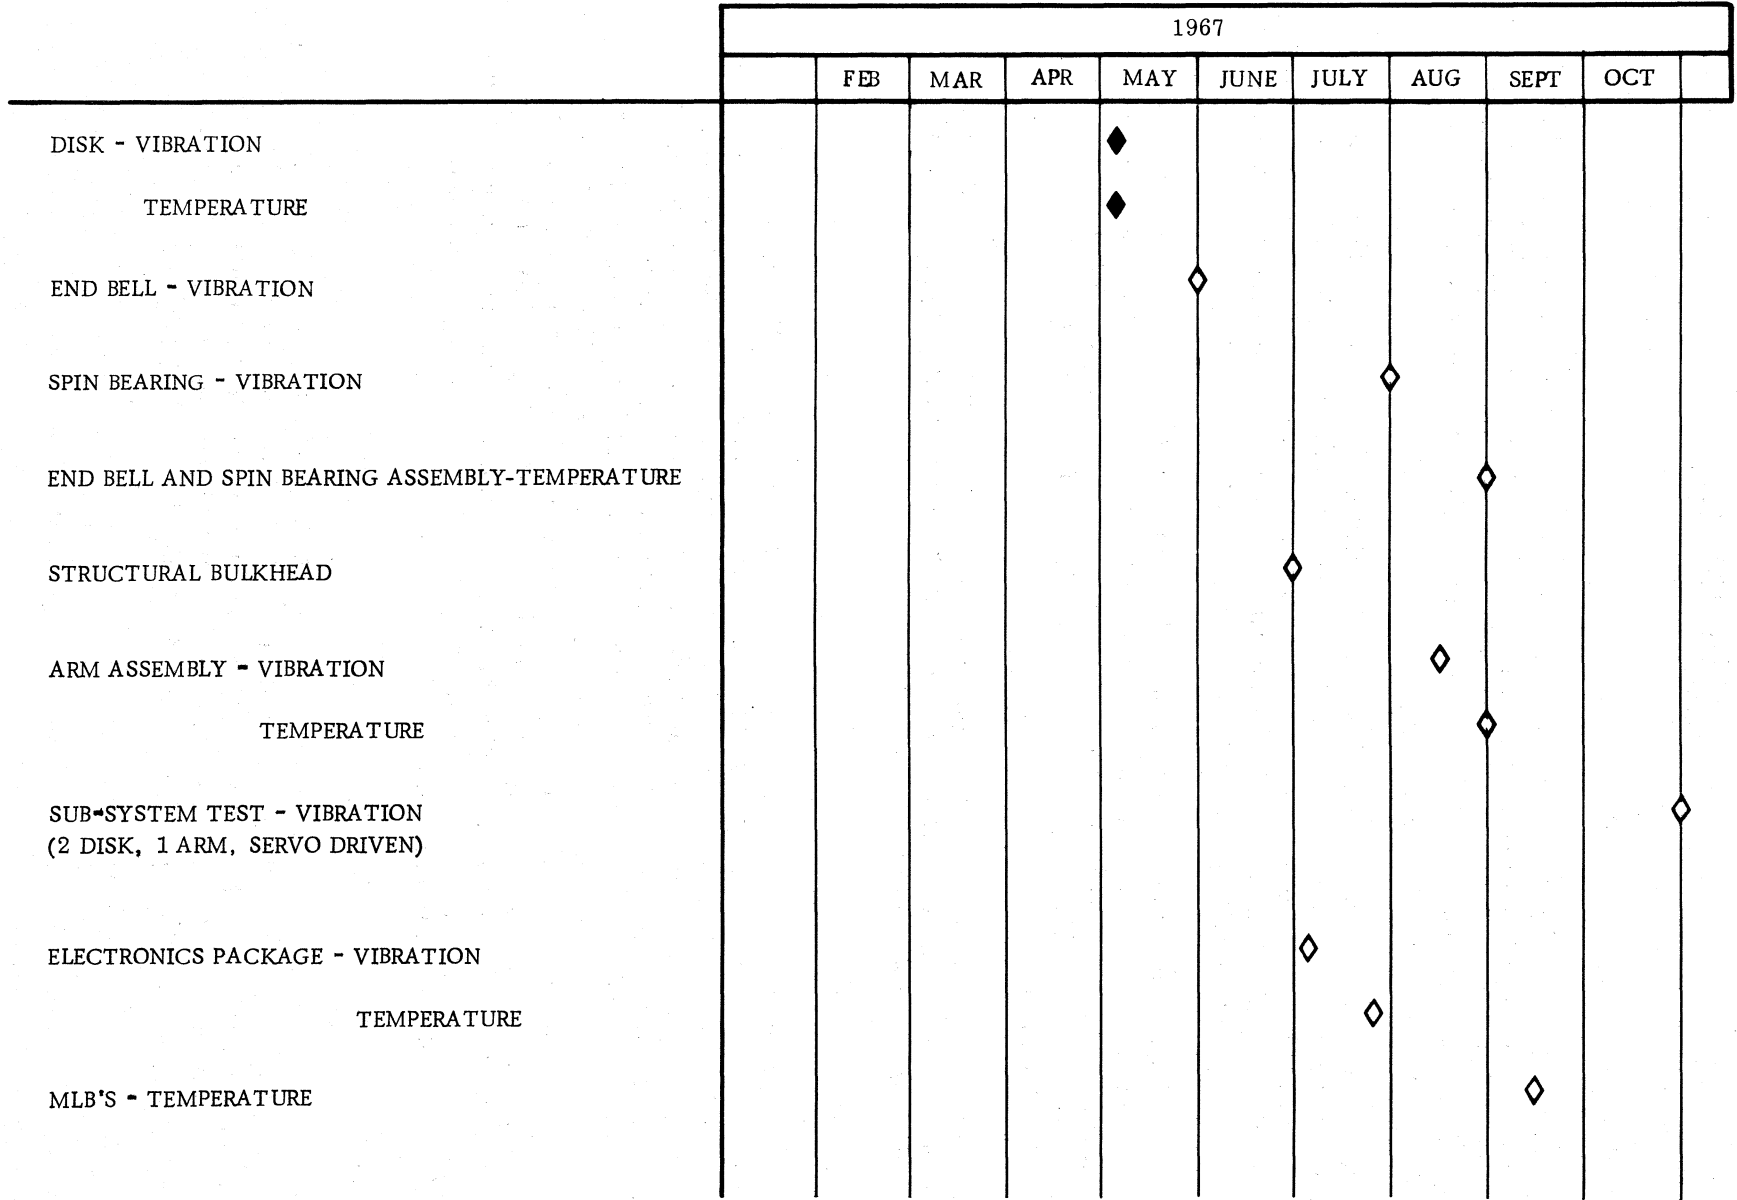 1967
FEB MAR APR MAY JUNE JULY AUG SEPT OCT
DISK - VIBRATION
TEMPERATURE
END BELL - VIBRATION
SPIN BEARING - VIBRATION
END BELL AND SPIN BEARING ASSEMBLY-TEMPERATURE
STRUCTURAL BULKHEAD
ARM ASSEMBLY - VIBRATION
TEMPERATURE
SUB-SYSTEM TEST - VIBRATION
(2 DISK, 1 ARM, SERVO DRIVEN)
ELECTRONICS PACKAGE - VIBRATION
TEMPERATURE
MLB'S - TEMPERATURE